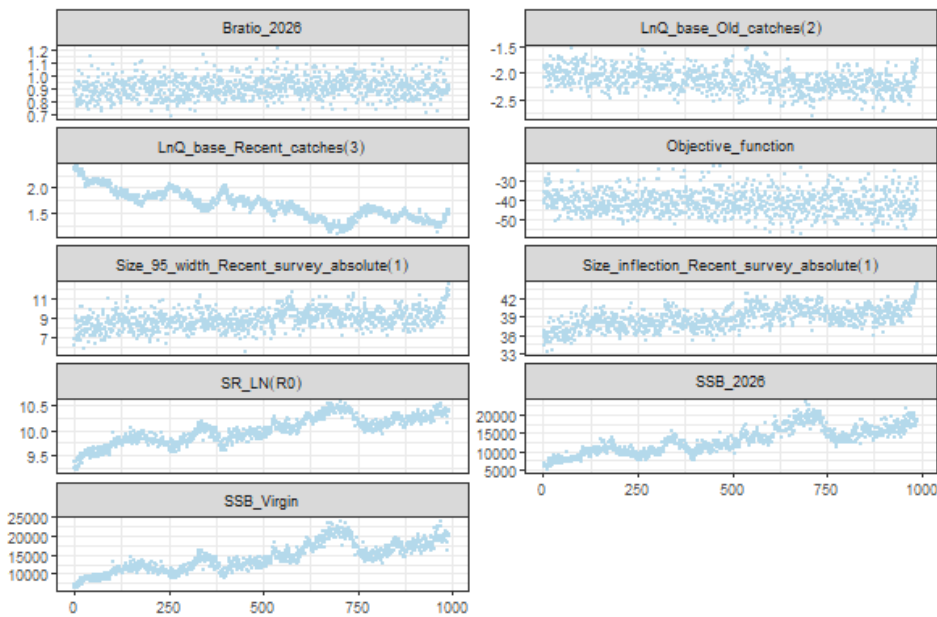 Bratio_2026
1.2
1.1
1.0
0.9
0.8
0.7
LnQ_base_Old_catches(2)
-1.5
-2.0
-2.5
LnQ_base_Recent_catches(3)
2.0
1.5
Objective_function
-30
-40
-50
Size_95_width_Recent_survey_absolute(1)
11
9
7
Size_inflection_Recent_survey_absolute(1)
42
39
36
33
SR_LN(R0)
10.5
10.0
9.5
SSB_2026
20000
15000
10000
5000
0 250 500 750 1000
SSB_Virgin
25000
20000
15000
10000
0 250 500 750 1000